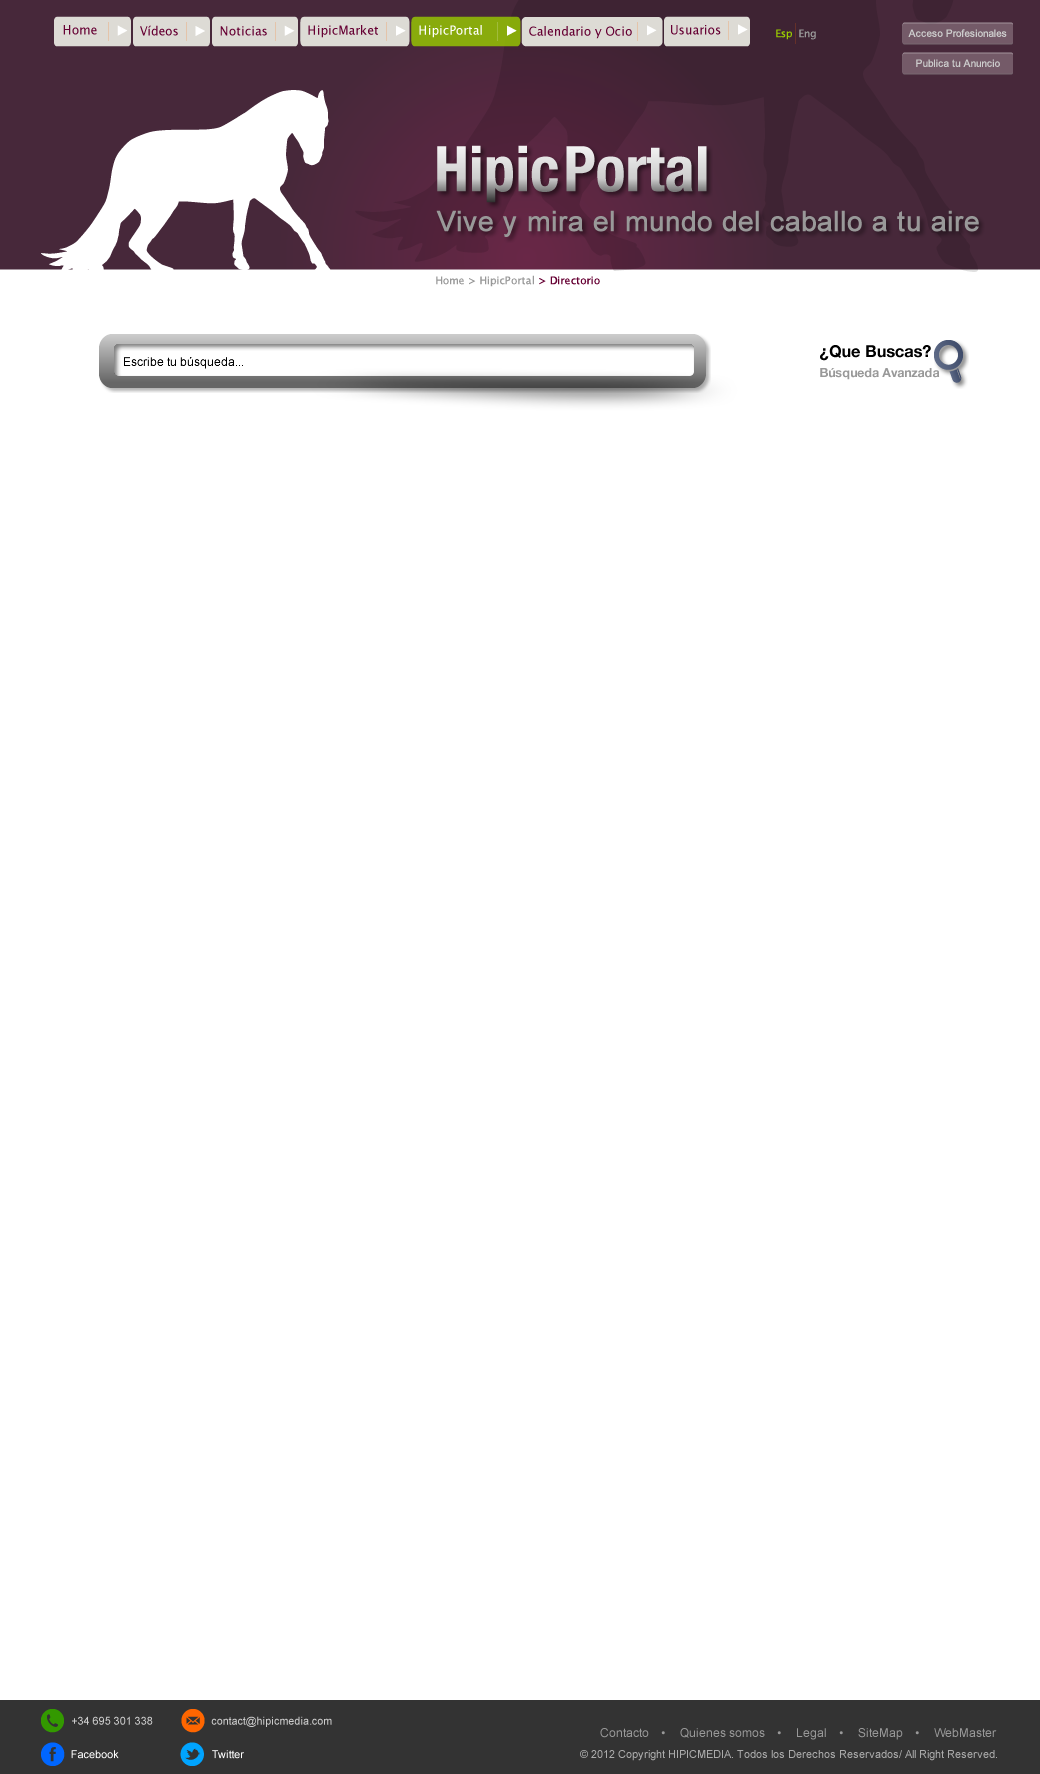 Home Vídeos Noticias HipicMarket HipicPortal Calendario y Ocio Usuarios Esp Eng
Acceso Profesionales
Publica tu Anuncio
HipicPortal
Vive y mira el mundo del caballo a tu aire
Home > HipicPortal > Directorio
Escribe tu búsqueda...
¿Que Buscas?
Búsqueda Avanzada
+34 695 301 338 contact@hipicmedia.com
Facebook Twitter
Contacto • Quienes somos • Legal • SiteMap • WebMaster
© 2012 Copyright HIPICMEDIA. Todos los Derechos Reservados/ All Right Reserved.